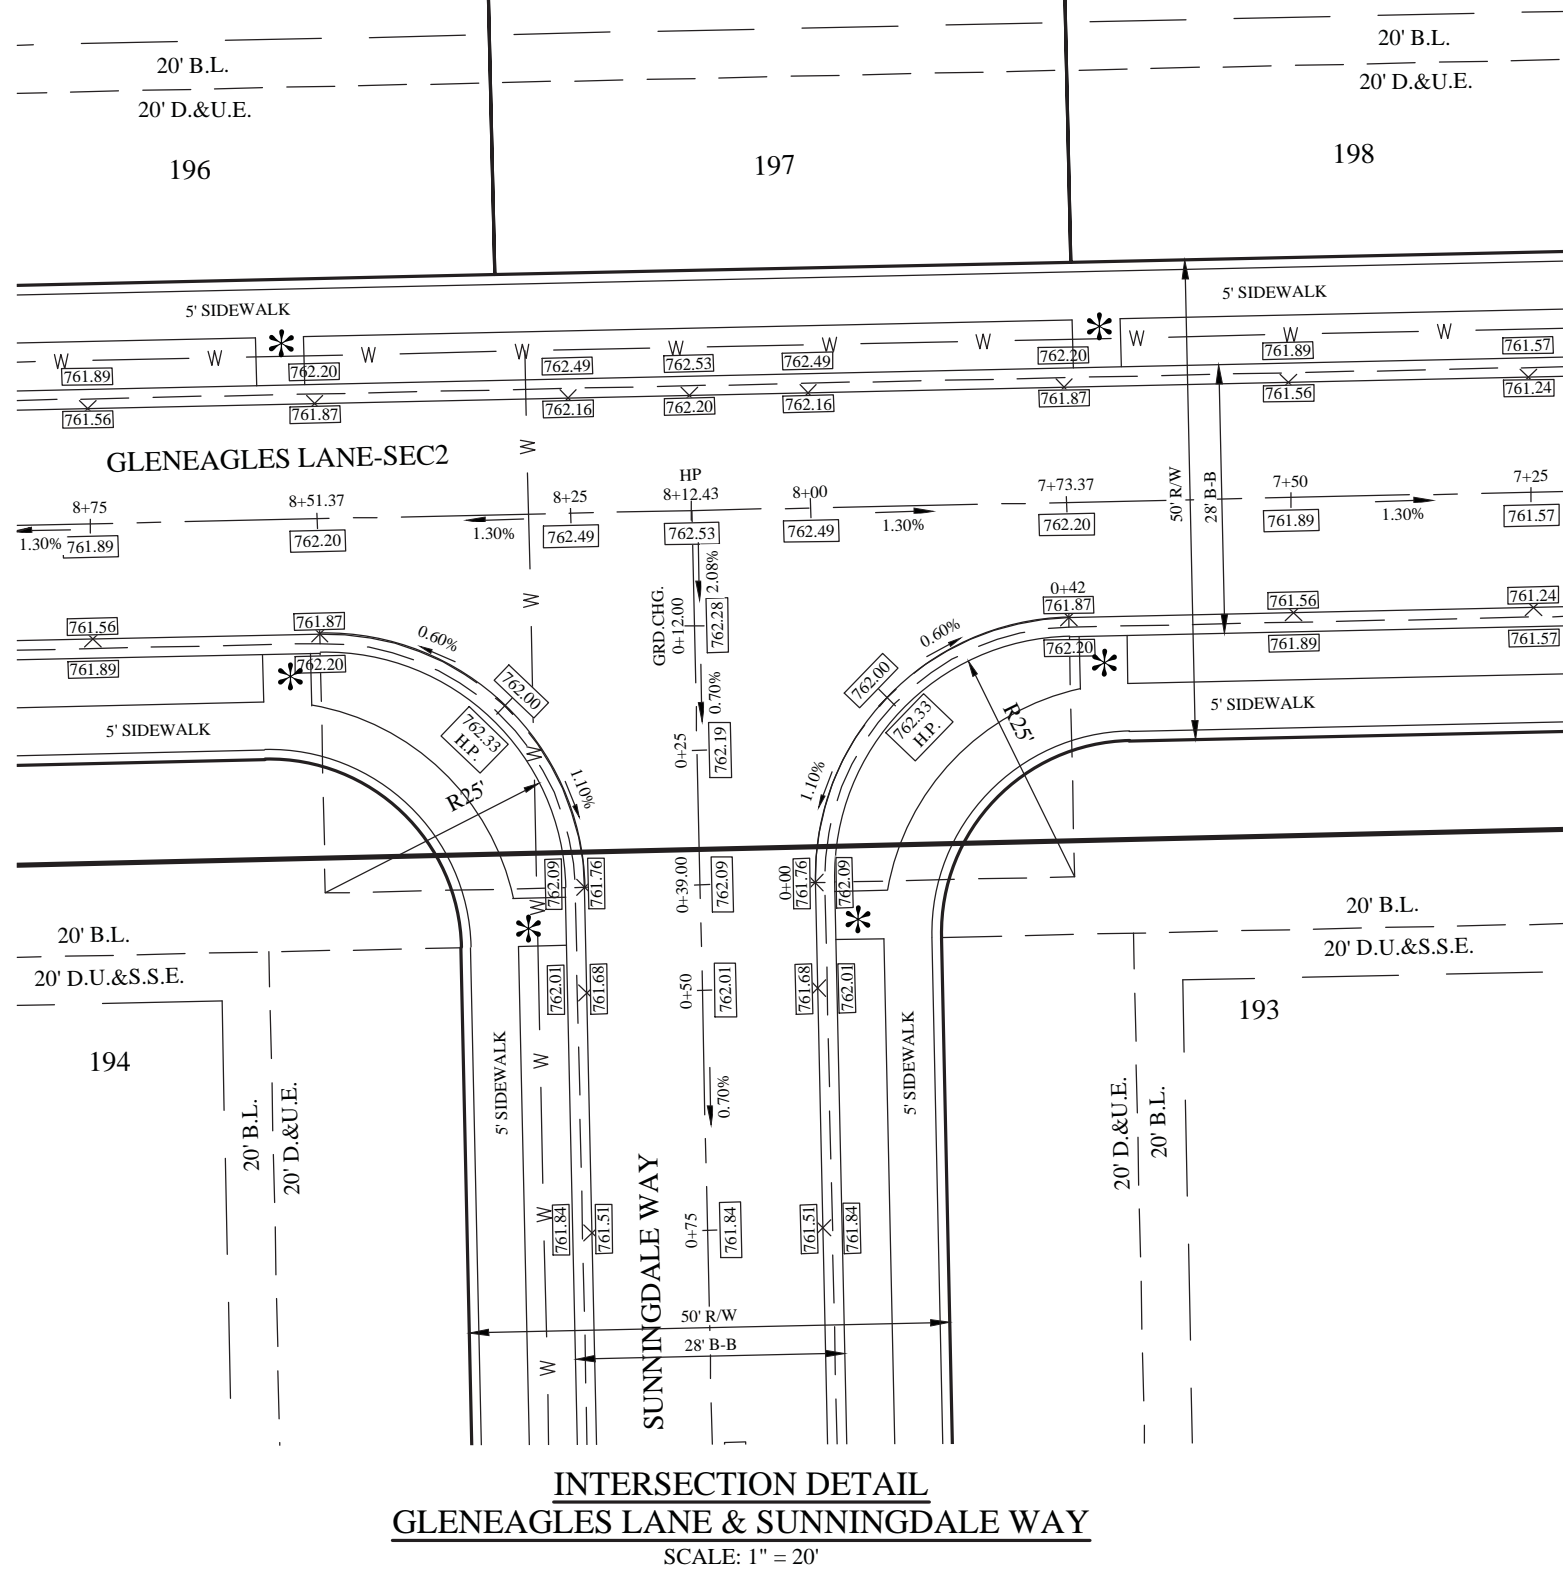 20' B.L.
20' D.&U.E.
196
197
20' B.L.
20' D.&U.E.
198
5' SIDEWALK
5' SIDEWALK
W W W W W W W W W W
761.89
762.20
762.49
762.53
762.49
762.20
761.89
761.57
761.56
761.87
762.16
762.20
762.16
761.87
761.56
761.24
GLENEAGLES LANE-SEC2
W
HP
8+75
8+51.37
8+25
8+12.43
8+00
7+73.37
7+50
7+25
50' R/W
28' B-B
1.30%
761.89
762.20
1.30%
762.49
762.53
762.49
1.30%
762.20
761.89
1.30%
761.57
2.08%
W
GRD.CHG.
0+12.00
762.28
0+42
761.56
761.87
0.60%
0.60%
761.87
761.56
761.24
761.89
762.20
762.20
761.89
761.57
762.00
762.33
H.P.
0.70%
762.00
762.33
H.P.
R25'
5' SIDEWALK
5' SIDEWALK
0+25
762.19
W
R25'
1.10%
1.10%
762.09
761.76
0+39.00
762.09
0+00
761.76
762.09
W
20' B.L.
20' D.U.&S.S.E.
20' B.L.
20' D.U.&S.S.E.
762.01
761.68
0+50
762.01
761.68
762.01
193
194
5' SIDEWALK
W
0.70%
5' SIDEWALK
20' B.L.
20' D.&U.E.
20' D.&U.E.
20' B.L.
W
761.84
761.51
0+75
761.84
761.51
761.84
SUNNINGDALE WAY
50' R/W
28' B-B
W
INTERSECTION DETAIL
GLENEAGLES LANE & SUNNINGDALE WAY
SCALE: 1" = 20'